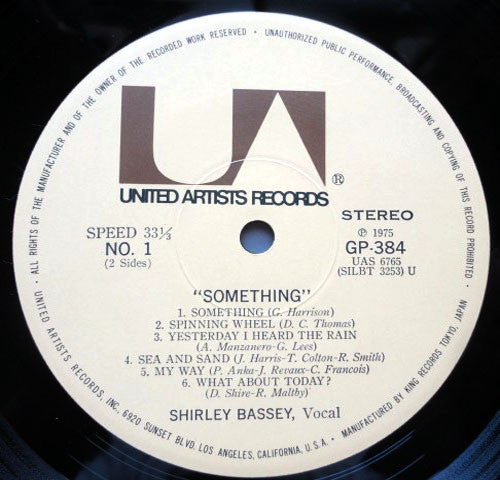 ALL RIGHTS OF THE MANUFACTURER AND OF THE OWNER OF THE RECORDED WORK RESERVED • UNAUTHORIZED PUBLIC PERFORMANCE, BROADCASTING AND COPYING OF THIS RECORD PROHIBITED •
UA®
UNITED ARTISTS RECORDS
STEREO
SPEED 33⅓
NO. 1
(2 Sides)
℗ 1975
GP-384
UAS 6765
(SILBT 3253) U
"SOMETHING"
1. SOMETHING (G. Harrison)
2. SPINNING WHEEL (D. C. Thomas)
3. YESTERDAY I HEARD THE RAIN
(A. Manzanero-G. Lees)
4. SEA AND SAND (J. Harris-T. Colton-R. Smith)
5. MY WAY (P. Anka-J. Revaux-C. Francois)
6. WHAT ABOUT TODAY?
(D. Shire-R. Maltby)
SHIRLEY BASSEY, Vocal
UNITED ARTISTS RECORDS, INC., 6920 SUNSET BLVD. LOS ANGELES, CALIFORNIA, U.S.A. • MANUFACTURED BY KING RECORDS TOKYO, JAPAN